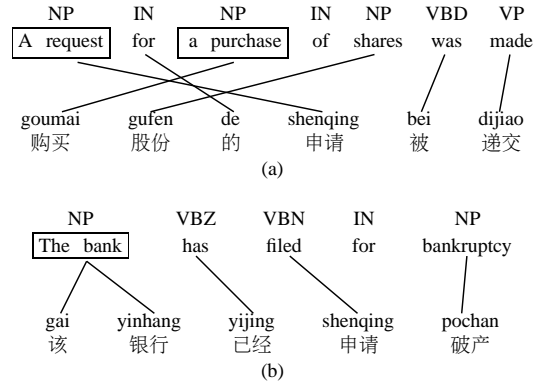 NP IN NP IN NP VBD VP
A request for a purchase of shares was made
goumai gufen de shenqing bei dijiao
购买 股份 的 申请 被 递交
(a)
NP VBZ VBN IN NP
The bank has filed for bankruptcy
gai yinhang yijing shenqing pochan
该 银行 已经 申请 破产
(b)